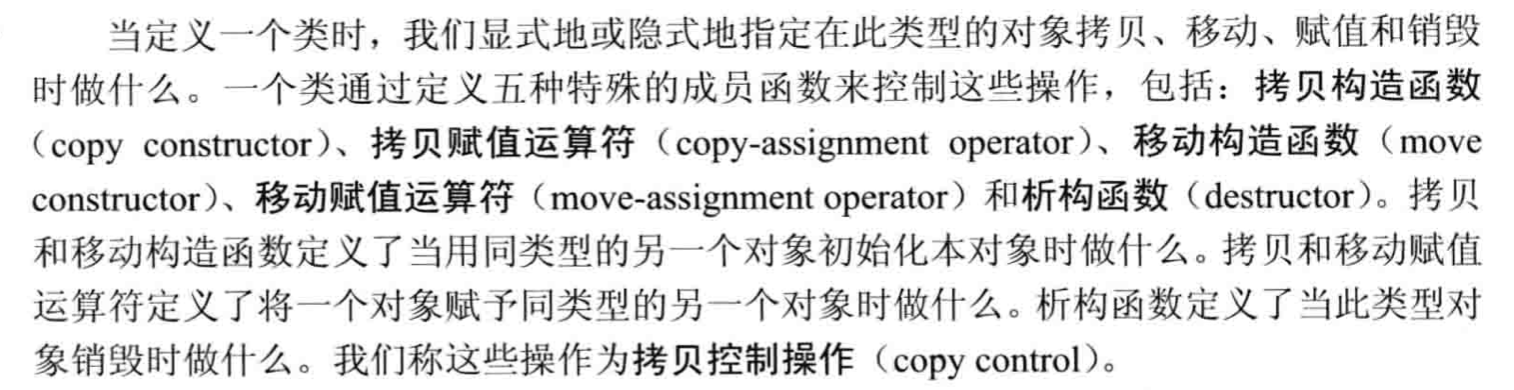 当定义一个类时，我们显式地或隐式地指定在此类型的对象拷贝、移动、赋值和销毁
时做什么。一个类通过定义五种特殊的成员函数来控制这些操作，包括：拷贝构造函数
（copy constructor）、拷贝赋值运算符（copy-assignment operator）、移动构造函数（move
constructor）、移动赋值运算符（move-assignment operator）和析构函数（destructor）。拷贝
和移动构造函数定义了当用同类型的另一个对象初始化本对象时做什么。拷贝和移动赋值
运算符定义了将一个对象赋予同类型的另一个对象时做什么。析构函数定义了当此类型对
象销毁时做什么。我们称这些操作为拷贝控制操作（copy control）。